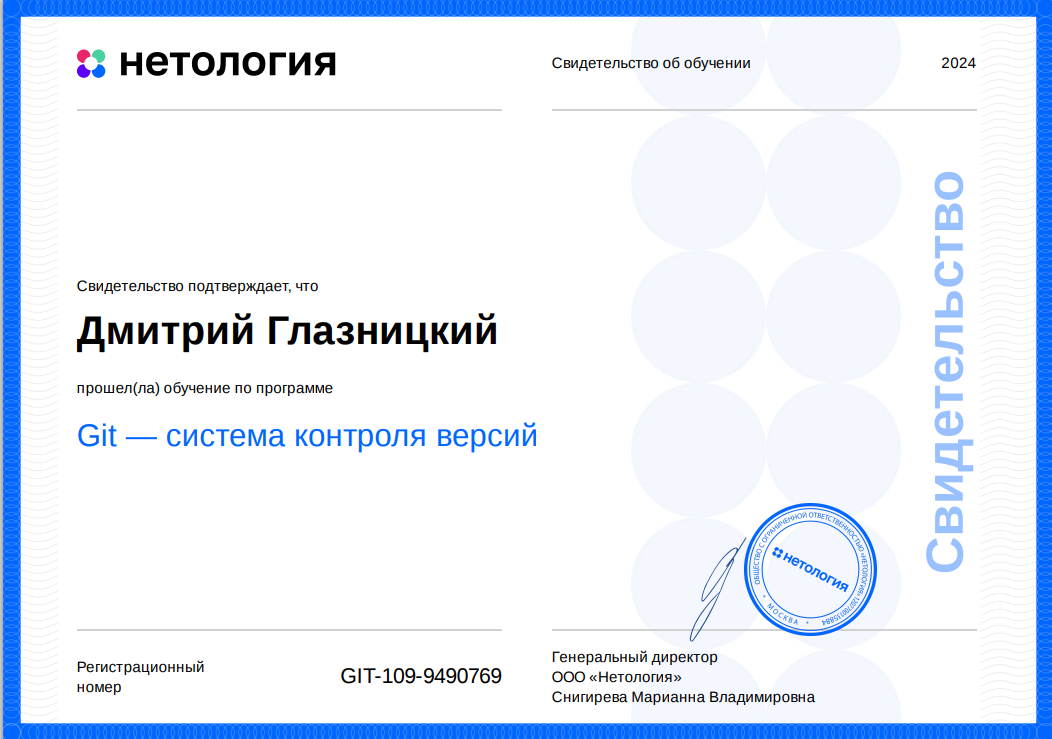 нетология
Свидетельство об обучении
2024
Свидетельство подтверждает, что
Дмитрий Глазницкий
прошел(ла) обучение по программе
Git — система контроля версий
Свидетельство
ОБЩЕСТВО С ОГРАНИЧЕННОЙ ОТВЕТСТВЕННОСТЬЮ «НЕТОЛОГИЯ»
* МОСКВА *
нетология
Регистрационный
номер
GIT-109-9490769
Генеральный директор
ООО «Нетология»
Снигирева Марианна Владимировна